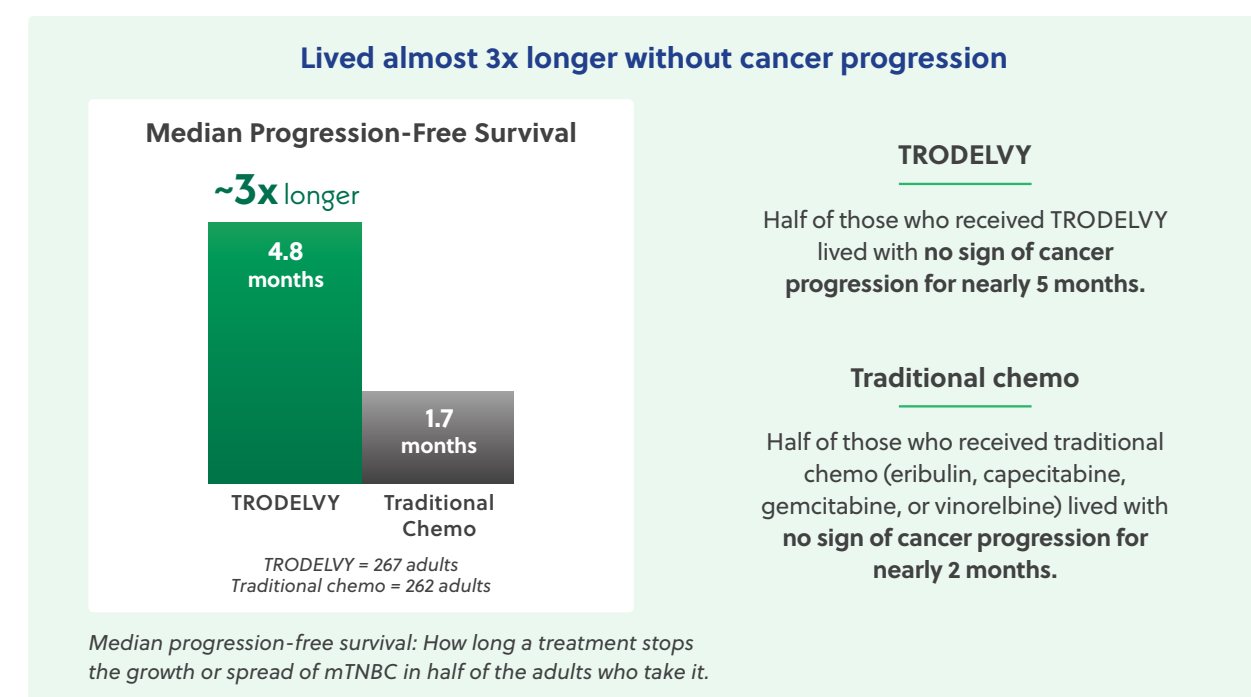 Lived almost 3x longer without cancer progression
Median Progression-Free Survival
~3x longer
4.8
months
1.7
months
TRODELVY
Traditional
Chemo
TRODELVY = 267 adults
Traditional chemo = 262 adults
Median progression-free survival: How long a treatment stops
the growth or spread of mTNBC in half of the adults who take it.
TRODELVY
Half of those who received TRODELVY
lived with no sign of cancer
progression for nearly 5 months.
Traditional chemo
Half of those who received traditional
chemo (eribulin, capecitabine,
gemcitabine, or vinorelbine) lived with
no sign of cancer progression for
nearly 2 months.